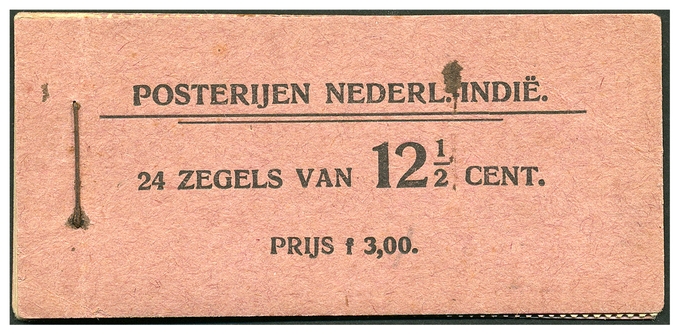 POSTERIJEN NEDERL.-INDIË.
24 ZEGELS VAN 12½ CENT.
PRIJS f 3,00.